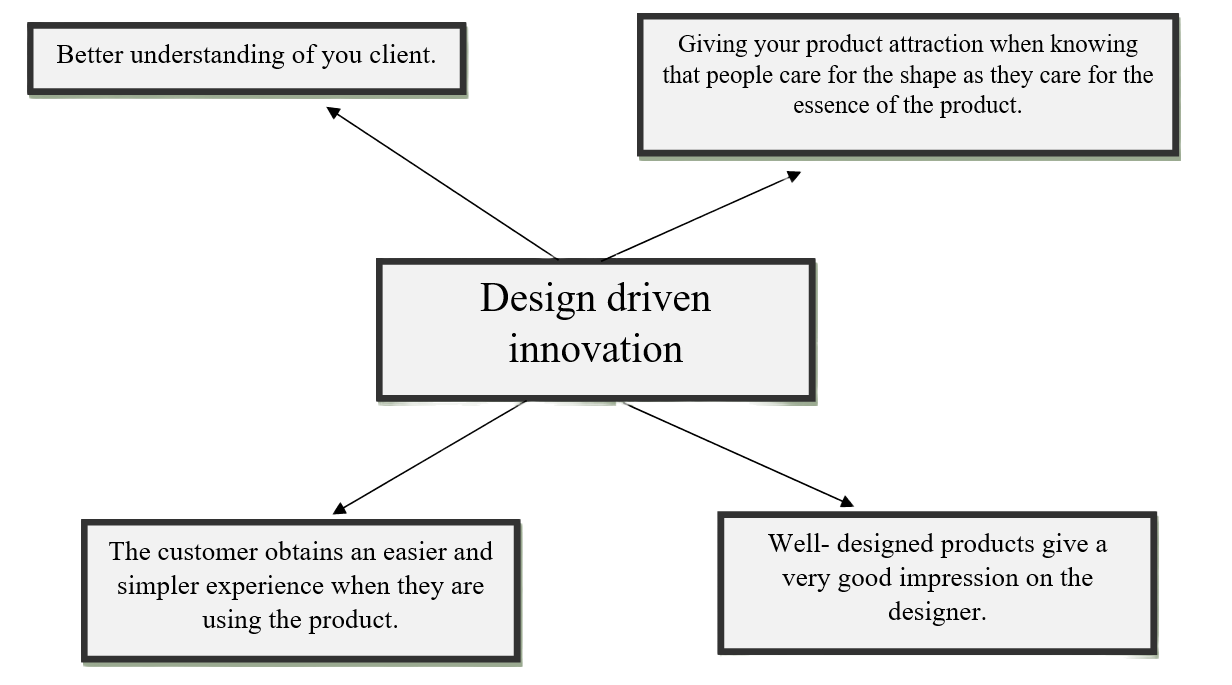 Better understanding of you client.
Giving your product attraction when knowing
that people care for the shape as they care for the
essence of the product.
Design driven
innovation
The customer obtains an easier and
simpler experience when they are
using the product.
Well- designed products give a
very good impression on the
designer.